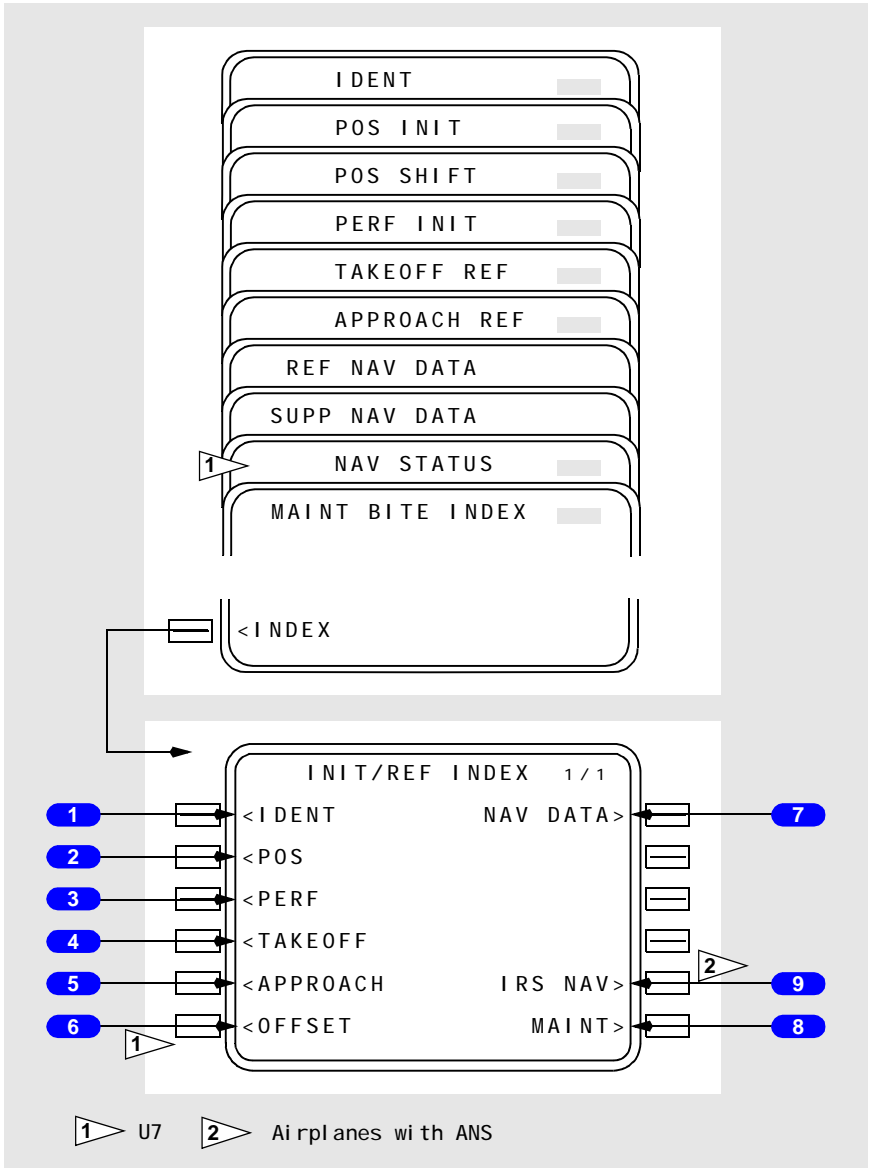 IDENT
POS INIT
POS SHIFT
PERF INIT
TAKEOFF REF
APPROACH REF
REF NAV DATA
SUPP NAV DATA
1 NAV STATUS
MAINT BITE INDEX
<INDEX
INIT/REF INDEX 1/1
1 <IDENT NAV DATA> 7
2 <POS
3 <PERF
4 <TAKEOFF
2
5 <APPROACH IRS NAV> 9
6 <OFFSET MAINT> 8
1
1 U7 2 Airplanes with ANS